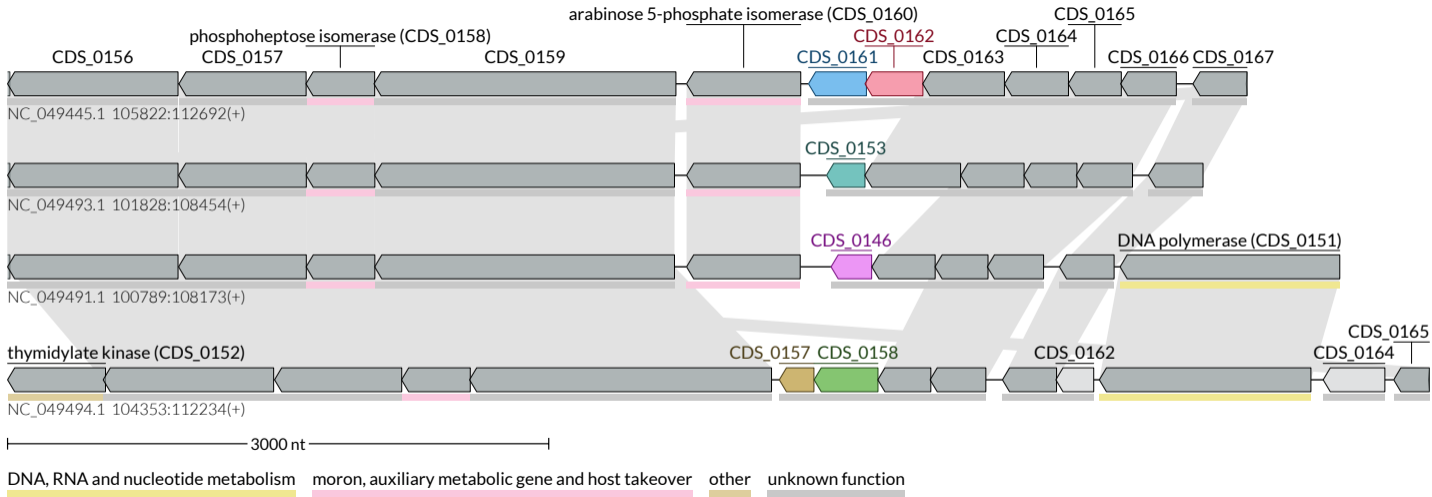 arabinose 5-phosphate isomerase (CDS_0160) CDS_0165
phosphoheptose isomerase (CDS_0158) CDS_0162 CDS_0164
CDS_0156 CDS_0157 CDS_0159 CDS_0161 CDS_0163 CDS_0166 CDS_0167
NC_049445.1 105822:112692(+)
CDS_0153
NC_049493.1 101828:108454(+)
CDS_0146 DNA polymerase (CDS_0151)
NC_049491.1 100789:108173(+)
CDS_0165
thymidylate kinase (CDS_0152) CDS_0157 CDS_0158 CDS_0162 CDS_0164
NC_049494.1 104353:112234(+)
3000 nt
DNA, RNA and nucleotide metabolism moron, auxiliary metabolic gene and host takeover other unknown function